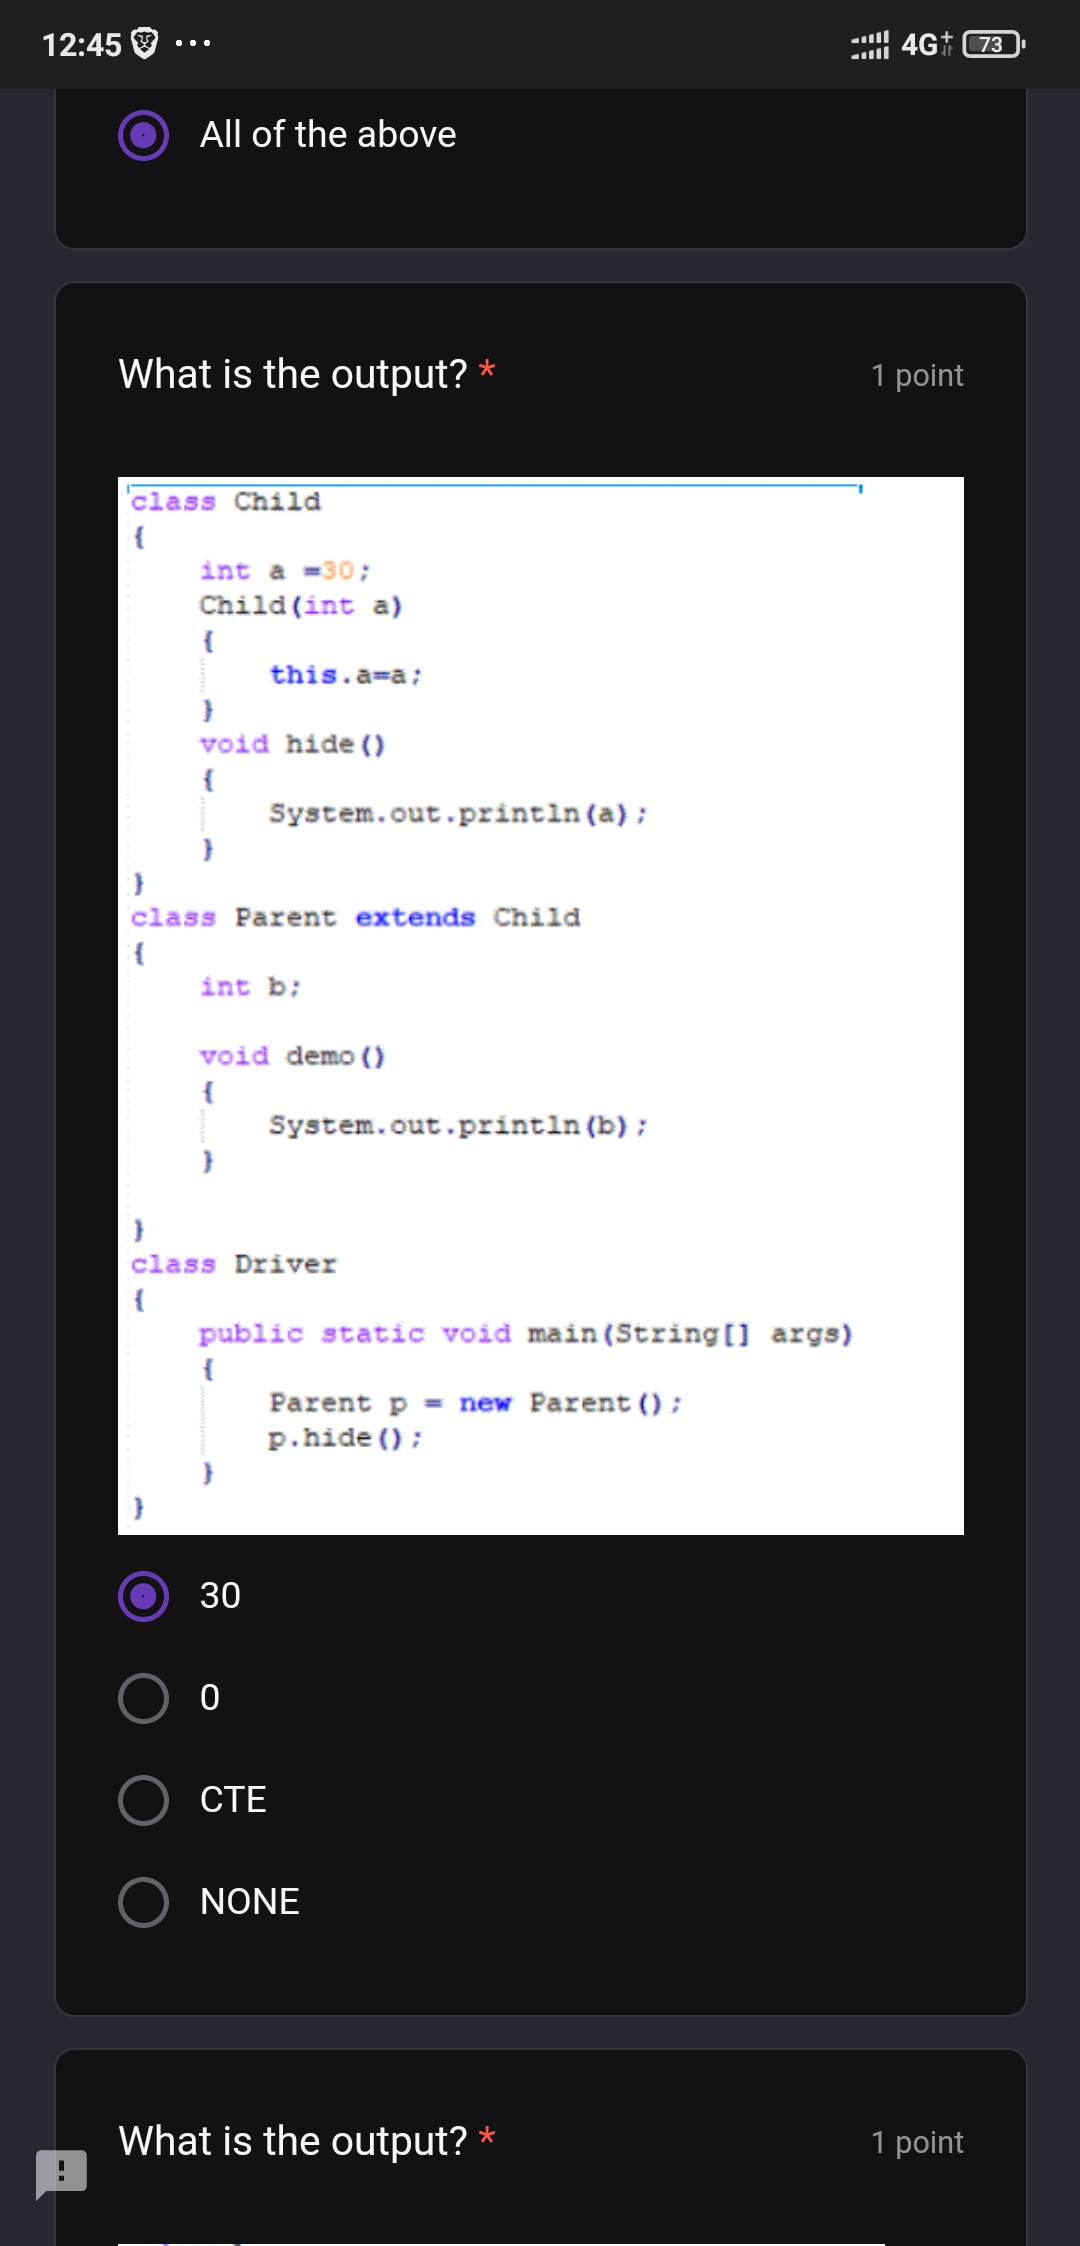 12:45 ...
4G 73
All of the above
What is the output? *
1 point
class Child
{
    int a =30;
    Child(int a)
    {
        this.a=a;
    }
    void hide()
    {
        System.out.println(a);
    }
}
class Parent extends Child
{
    int b;
    void demo()
    {
        System.out.println(b);
    }
}
class Driver
{
    public static void main(String[] args)
    {
        Parent p = new Parent();
        p.hide();
    }
}
30
0
CTE
NONE
What is the output? *
1 point